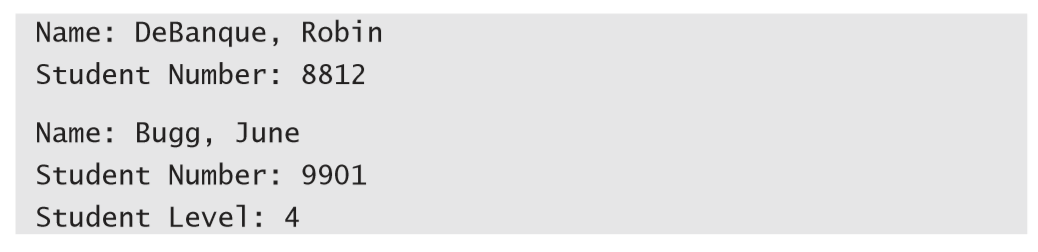 Name: DeBanque, Robin
Student Number: 8812
Name: Bugg, June
Student Number: 9901
Student Level: 4